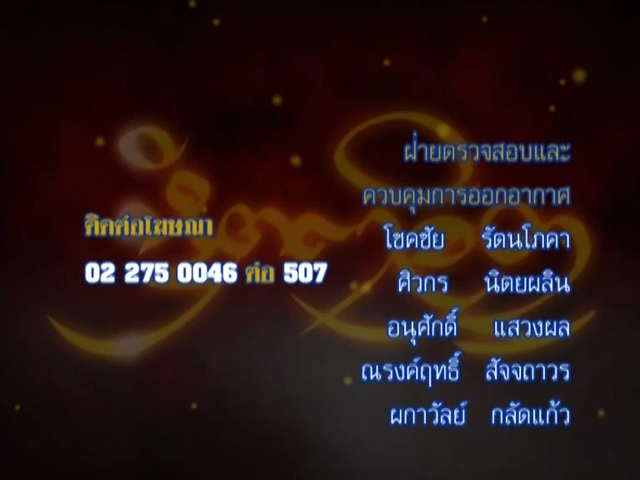 ติดต่อโฆษณา
02 275 0046 ต่อ 507
ฝ่ายตรวจสอบและ
ควบคุมการออกอากาศ
โชคชัย รัตนโภคา
ศิวกร นิตยผลิน
อนุศักดิ์ แสวงผล
ณรงค์ฤทธิ์ สัจจถาวร
ผกาวัลย์ กลัดแก้ว